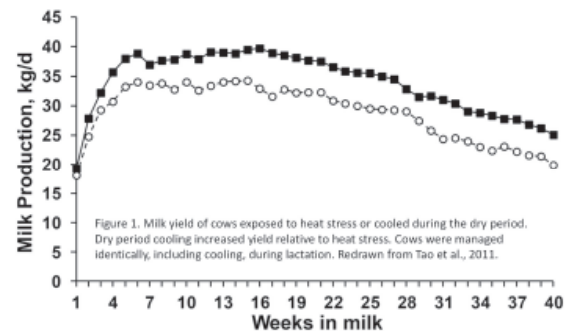 45
40
35
30
25
20
15
10
5
0
Milk Production, kg/d
Figure 1. Milk yield of cows exposed to heat stress or cooled during the dry period.
Dry period cooling increased yield relative to heat stress. Cows were managed
identically, including cooling, during lactation. Redrawn from Tao et al., 2011.
1 4 7 10 13 16 19 22 25 28 31 34 37 40
Weeks in milk